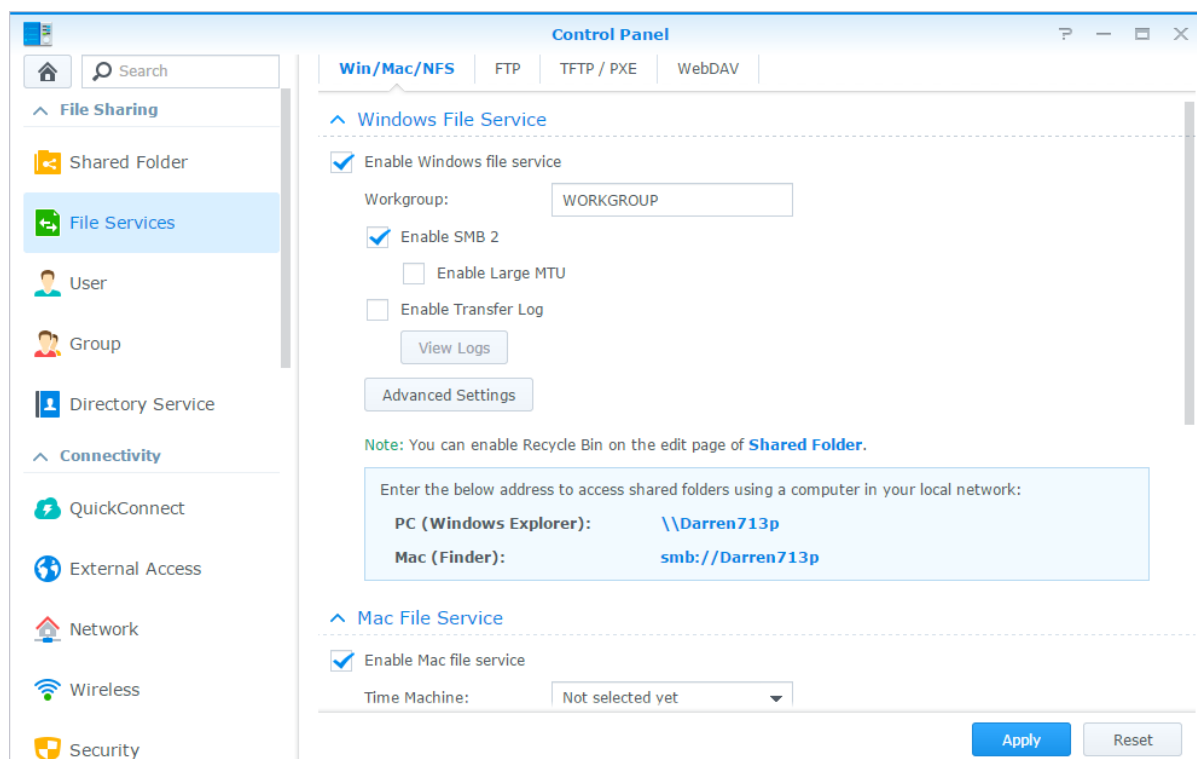 Control Panel
Search
Win/Mac/NFS FTP TFTP / PXE WebDAV
File Sharing
Shared Folder
File Services
User
Group
Directory Service
Connectivity
QuickConnect
External Access
Network
Wireless
Security
Windows File Service
Enable Windows file service
Workgroup: WORKGROUP
Enable SMB 2
Enable Large MTU
Enable Transfer Log
View Logs
Advanced Settings
Note: You can enable Recycle Bin on the edit page of Shared Folder.
Enter the below address to access shared folders using a computer in your local network:
PC (Windows Explorer): \\Darren713p
Mac (Finder): smb://Darren713p
Mac File Service
Enable Mac file service
Time Machine: Not selected yet
Apply Reset